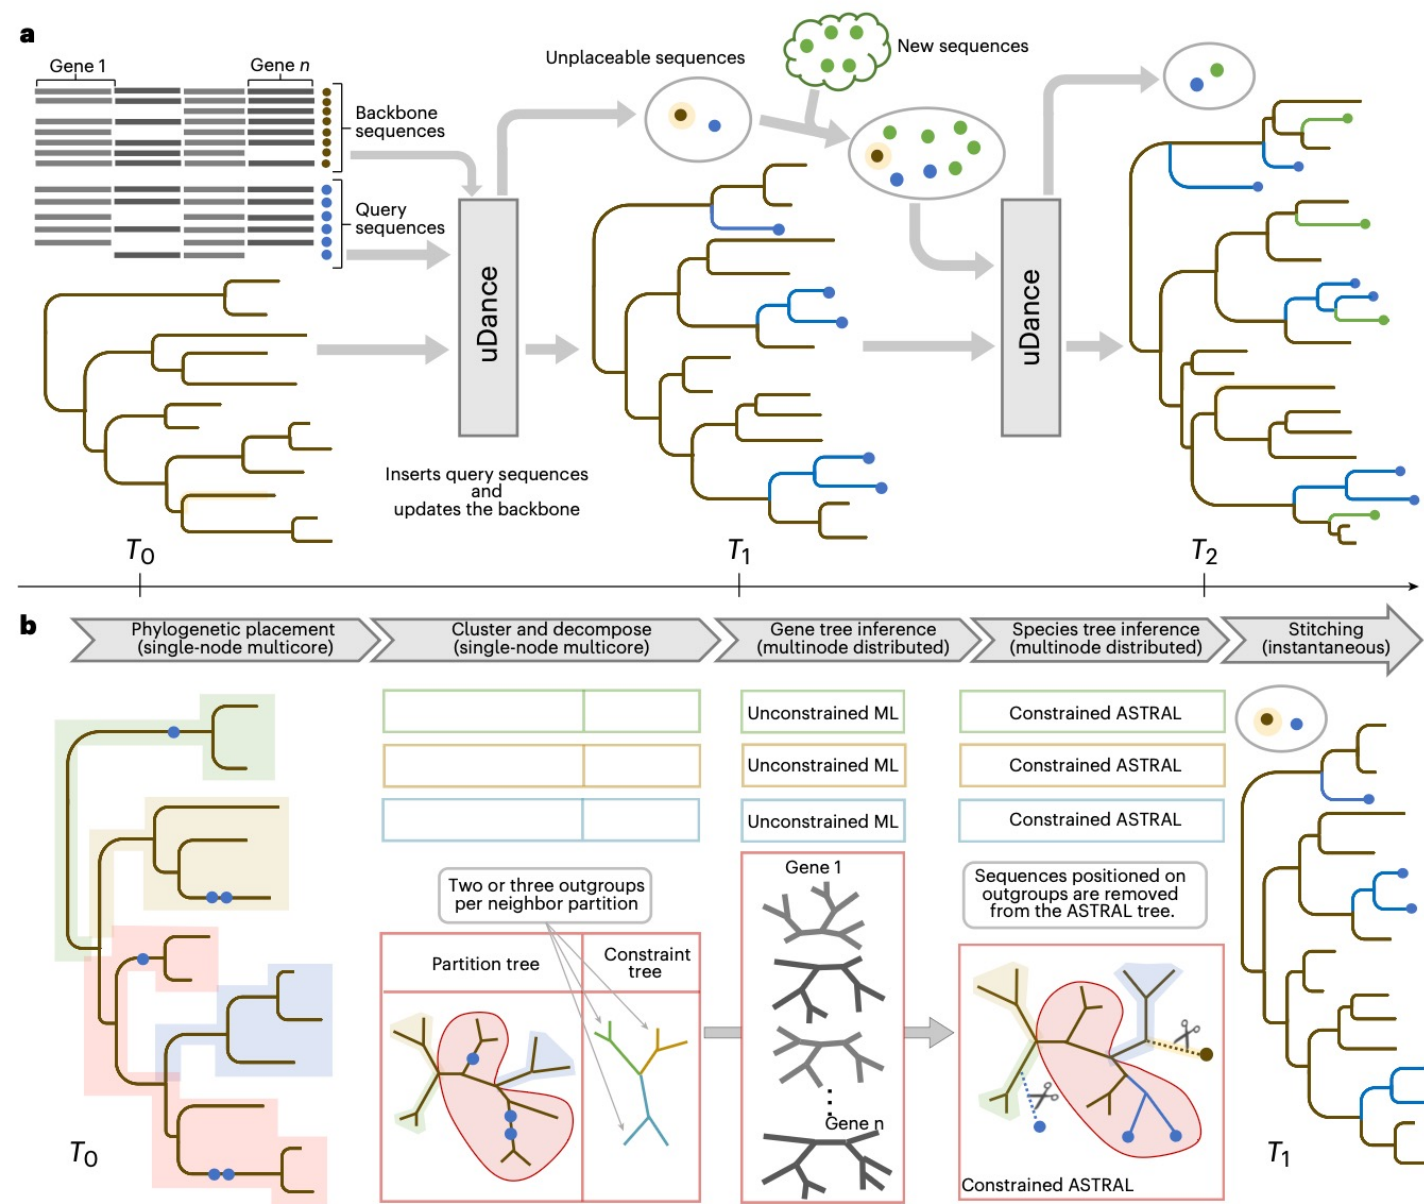 a
Gene 1
Gene n
Backbone
sequences
Query
sequences
Unplaceable sequences
New sequences
uDance
uDance
Inserts query sequences
and
updates the backbone
T0
T1
T2
b
Phylogenetic placement
(single-node multicore)
Cluster and decompose
(single-node multicore)
Gene tree inference
(multinode distributed)
Species tree inference
(multinode distributed)
Stitching
(instantaneous)
Unconstrained ML
Constrained ASTRAL
Unconstrained ML
Constrained ASTRAL
Unconstrained ML
Constrained ASTRAL
Two or three outgroups
per neighbor partition
Partition tree
Constraint
tree
Gene 1
Gene n
Sequences positioned on
outgroups are removed
from the ASTRAL tree.
Constrained ASTRAL
T0
T1